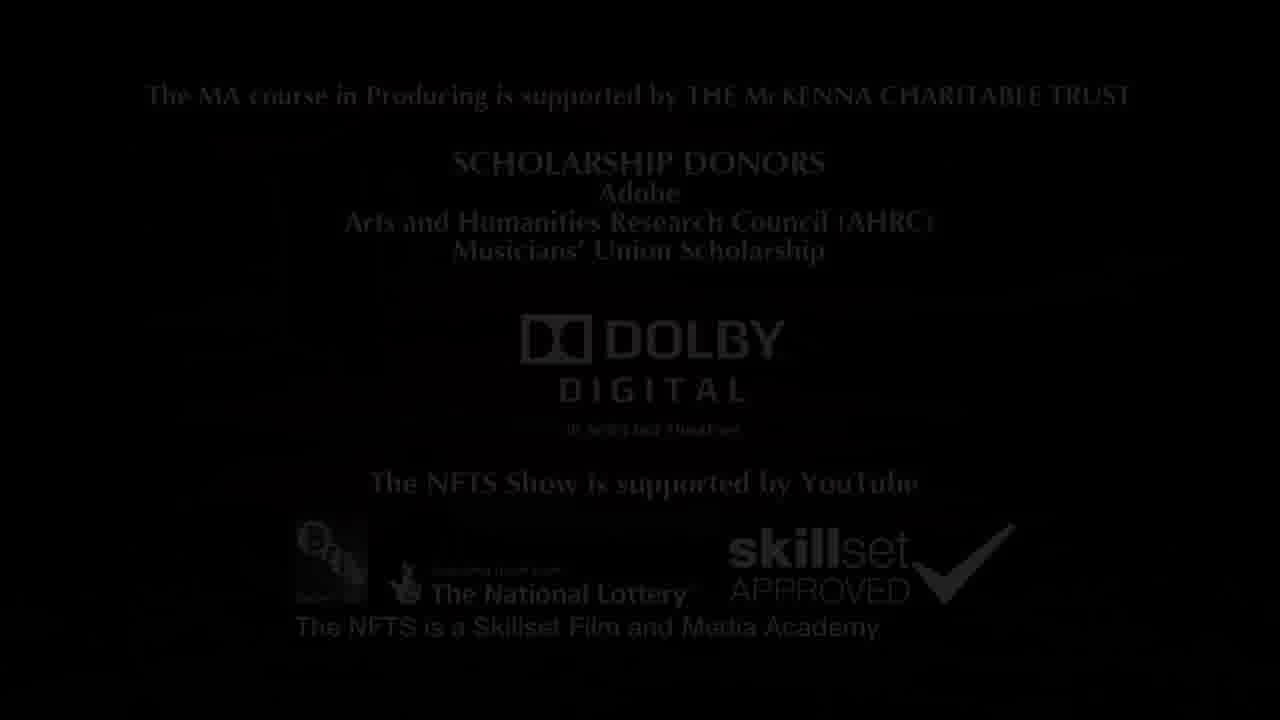 The MA course in Producing is supported by THE McKENNA CHARITABLE TRUST
SCHOLARSHIP DONORS
Adobe
Arts and Humanities Research Council (AHRC)
Musicians' Union Scholarship
DOLBY
DIGITAL
The NFTS Show is supported by YouTube
skillset
APPROVED
The National Lottery
The NFTS is a Skillset Film and Media Academy